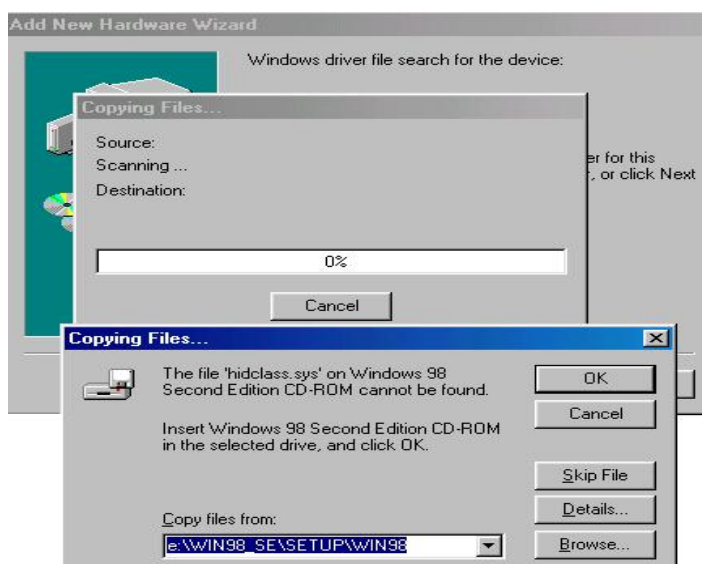 Add New Hardware Wizard
Windows driver file search for the device:
Copying Files...
Source:
Scanning ...
Destination:
er for this
, or click Next
0%
Cancel
Copying Files...
The file 'hidclass.sys' on Windows 98
Second Edition CD-ROM cannot be found.
OK
Cancel
Insert Windows 98 Second Edition CD-ROM
in the selected drive, and click OK.
Skip File
Details...
Copy files from:
e:\WIN98_SE\SETUP\WIN98
Browse...